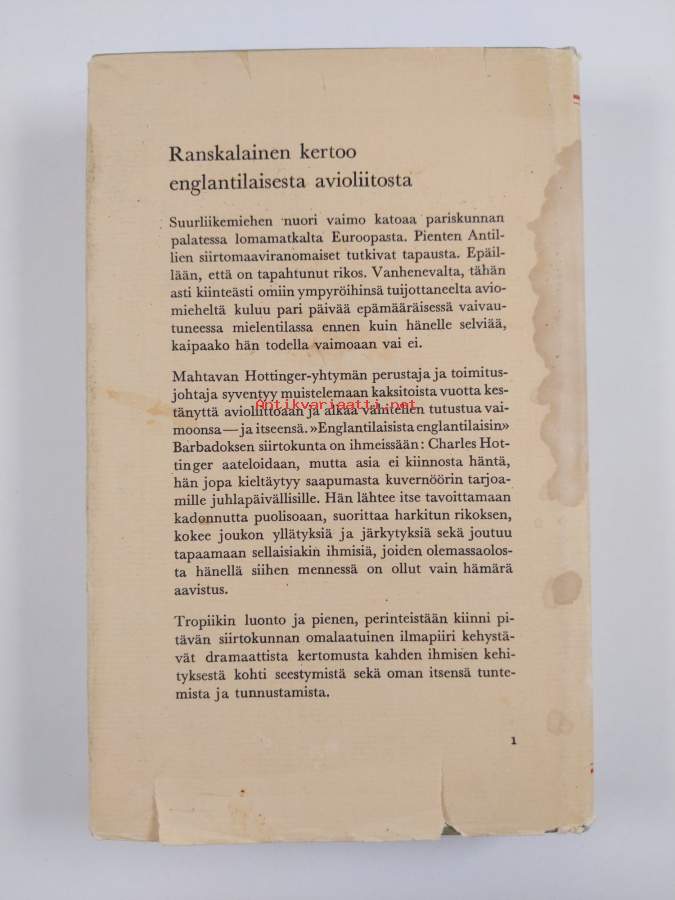 Ranskalainen kertoo
englantilaisesta avioliitosta
Suurliikemiehen nuori vaimo katoaa pariskunnan
palatessa lomamatkalta Euroopasta. Pienten Antil-
lien siirtomaaviranomaiset tutkivat tapausta. Epäil-
lään, että on tapahtunut rikos. Vanhenevalta, tähän
asti kiinteästi omiin ympyröihinsä tuijottaneelta avio-
mieheltä kuluu pari päivää epämääräisessä vaivau-
tuneessa mielentilassa ennen kuin hänelle selviää,
kaipaako hän todella vaimoaan vai ei.
Mahtavan Hottinger-yhtymän perustaja ja toimitus-
johtaja syventyy muistelemaan kaksitoista vuotta kes-
tänyttä avioliittoaan ja alkaa vähitellen tutustua vai-
Antikvariaatti.net
moonsa — ja itseensä. »Englantilaisista englantilaisin»
Barbadoksen siirtokunta on ihmeissään: Charles Hot-
tinger aateloidaan, mutta asia ei kiinnosta häntä,
hän jopa kieltäytyy saapumasta kuvernöörin tarjoa-
mille juhlapäivällisille. Hän lähtee itse tavoittamaan
kadonnutta puolisoaan, suorittaa harkitun rikoksen,
kokee joukon yllätyksiä ja järkytyksiä sekä joutuu
tapaamaan sellaisiakin ihmisiä, joiden olemassaolos-
ta hänellä siihen mennessä on ollut vain hämärä
aavistus.
Tropiikin luonto ja pienen, perinteistään kiinni pi-
tävän siirtokunnan omalaatuinen ilmapiiri kehystä-
vät dramaattista kertomusta kahden ihmisen kehi-
tyksestä kohti seestymistä sekä oman itsensä tunte-
mista ja tunnustamista.
1